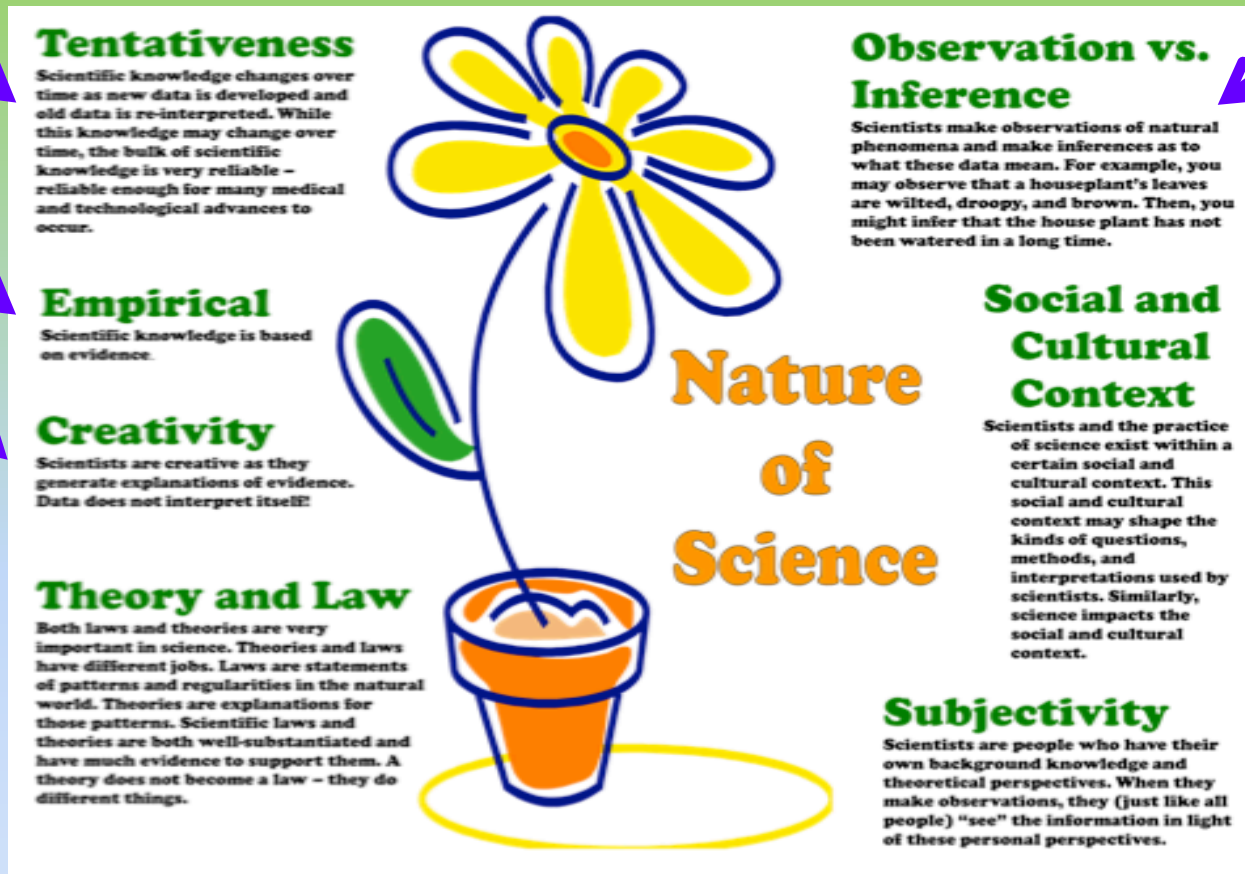 Tentativeness
Scientific knowledge changes over
time as new data is developed and
old data is re-interpreted. While
this knowledge may change over
time, the bulk of scientific
knowledge is very reliable –
reliable enough for many medical
and technological advances to
occur.
Empirical
Scientific knowledge is based
on evidence.
Creativity
Scientists are creative as they
generate explanations of evidence.
Data does not interpret itself!
Theory and Law
Both laws and theories are very
important in science. Theories and laws
have different jobs. Laws are statements
of patterns and regularities in the natural
world. Theories are explanations for
those patterns. Scientific laws and
theories are both well-substantiated and
have much evidence to support them. A
theory does not become a law – they do
different things.
Nature
of
Science
Observation vs.
Inference
Scientists make observations of natural
phenomena and make inferences as to
what these data mean. For example, you
may observe that a houseplant's leaves
are wilted, droopy, and brown. Then, you
might infer that the house plant has not
been watered in a long time.
Social and
Cultural
Context
Scientists and the practice
of science exist within a
certain social and
cultural context. This
social and cultural
context may shape the
kinds of questions,
methods, and
interpretations used by
scientists. Similarly,
science impacts the
social and cultural
context.
Subjectivity
Scientists are people who have their
own background knowledge and
theoretical perspectives. When they
make observations, they (just like all
people) “see” the information in light
of these personal perspectives.